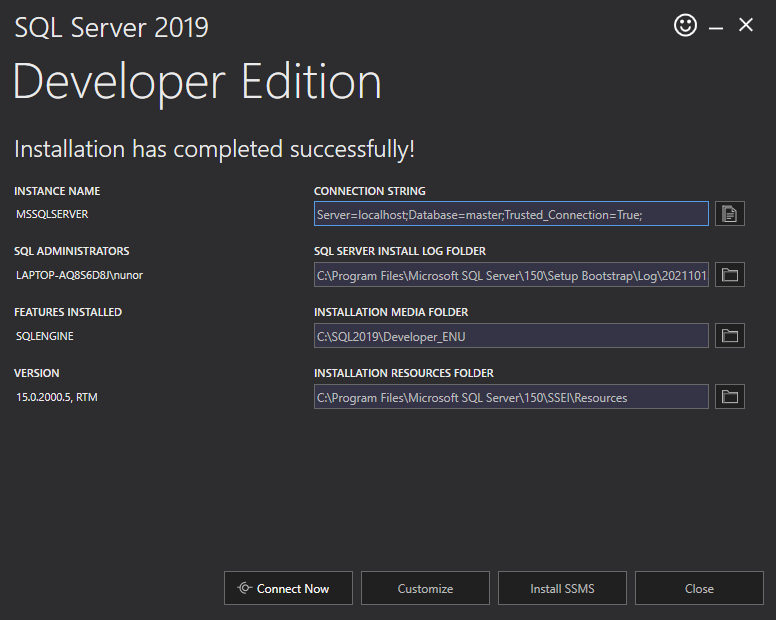 SQL Server 2019
Developer Edition
Installation has completed successfully!
INSTANCE NAME
MSSQLSERVER
CONNECTION STRING
Server=localhost;Database=master;Trusted_Connection=True;
SQL ADMINISTRATORS
LAPTOP-AQ8S6D8J\nunor
SQL SERVER INSTALL LOG FOLDER
C:\Program Files\Microsoft SQL Server\150\Setup Bootstrap\Log\2021101
FEATURES INSTALLED
SQLENGINE
INSTALLATION MEDIA FOLDER
C:\SQL2019\Developer_ENU
VERSION
15.0.2000.5, RTM
INSTALLATION RESOURCES FOLDER
C:\Program Files\Microsoft SQL Server\150\SSEI\Resources
Connect Now
Customize
Install SSMS
Close